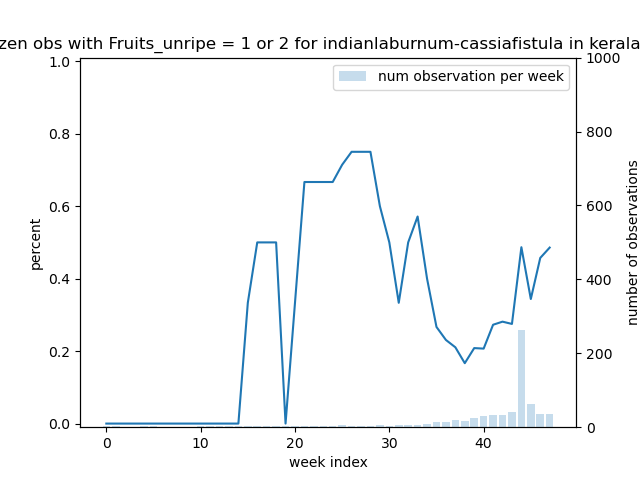 zen obs with Fruits_unripe = 1 or 2 for indianlaburnum-cassiafistula in kerala
num observation per week
1.0
0.8
0.6
0.4
0.2
0.0
percent
1000
800
600
400
200
0
number of observations
0 10 20 30 40
week index